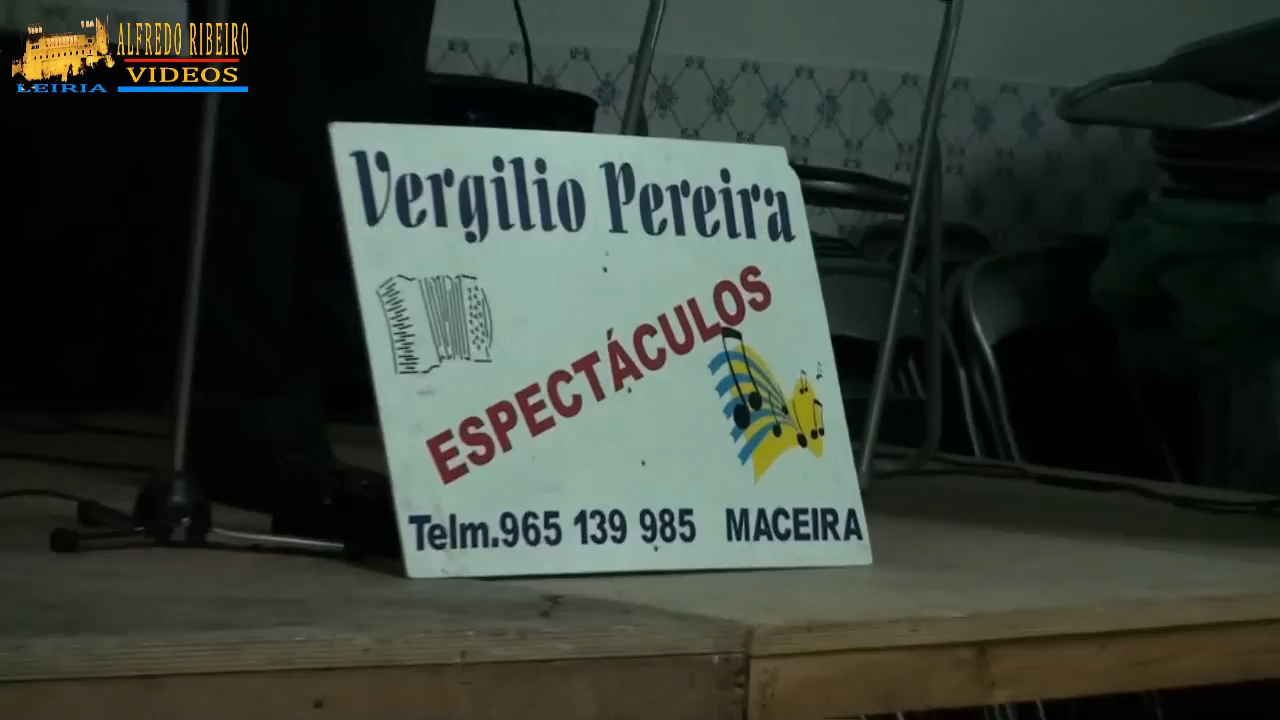 ALFREDO RIBEIRO
VIDEOS
LEIRIA
Vergilio Pereira
ESPECTÁCULOS
Telm.965 139 985 MACEIRA